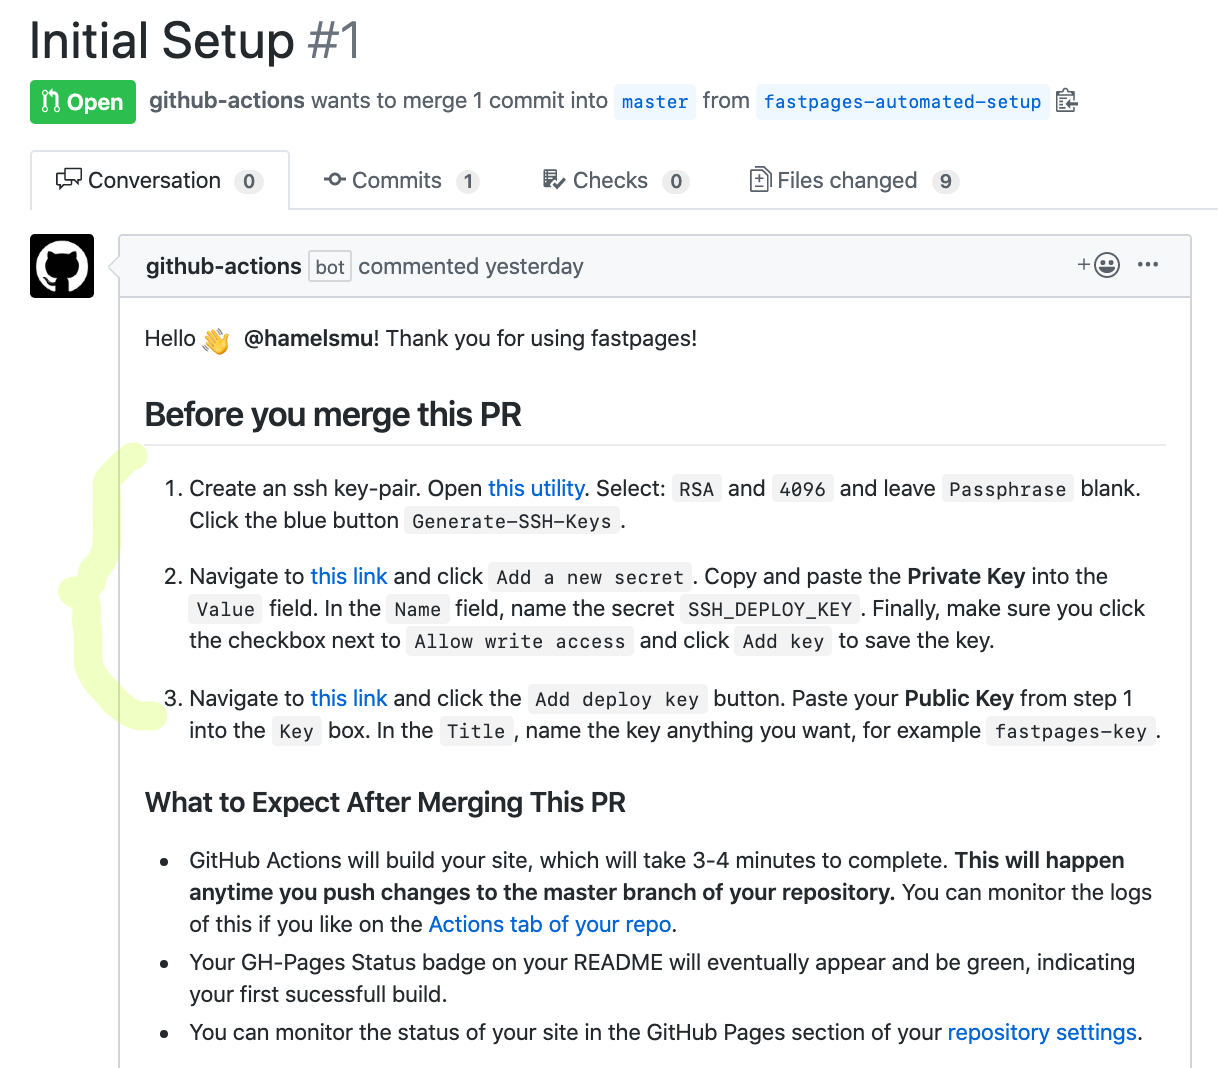 Initial Setup #1
Open github-actions wants to merge 1 commit into master from fastpages-automated-setup
Conversation 0 Commits 1 Checks 0 Files changed 9
github-actions bot commented yesterday
Hello 👋 @hamelsmu! Thank you for using fastpages!
Before you merge this PR
1. Create an ssh key-pair. Open this utility. Select: RSA and 4096 and leave Passphrase blank.
Click the blue button Generate-SSH-Keys.
2. Navigate to this link and click Add a new secret. Copy and paste the Private Key into the
Value field. In the Name field, name the secret SSH_DEPLOY_KEY. Finally, make sure you click
the checkbox next to Allow write access and click Add key to save the key.
3. Navigate to this link and click the Add deploy key button. Paste your Public Key from step 1
into the Key box. In the Title, name the key anything you want, for example fastpages-key.
What to Expect After Merging This PR
• GitHub Actions will build your site, which will take 3-4 minutes to complete. This will happen
anytime you push changes to the master branch of your repository. You can monitor the logs
of this if you like on the Actions tab of your repo.
• Your GH-Pages Status badge on your README will eventually appear and be green, indicating
your first sucessfull build.
• You can monitor the status of your site in the GitHub Pages section of your repository settings.